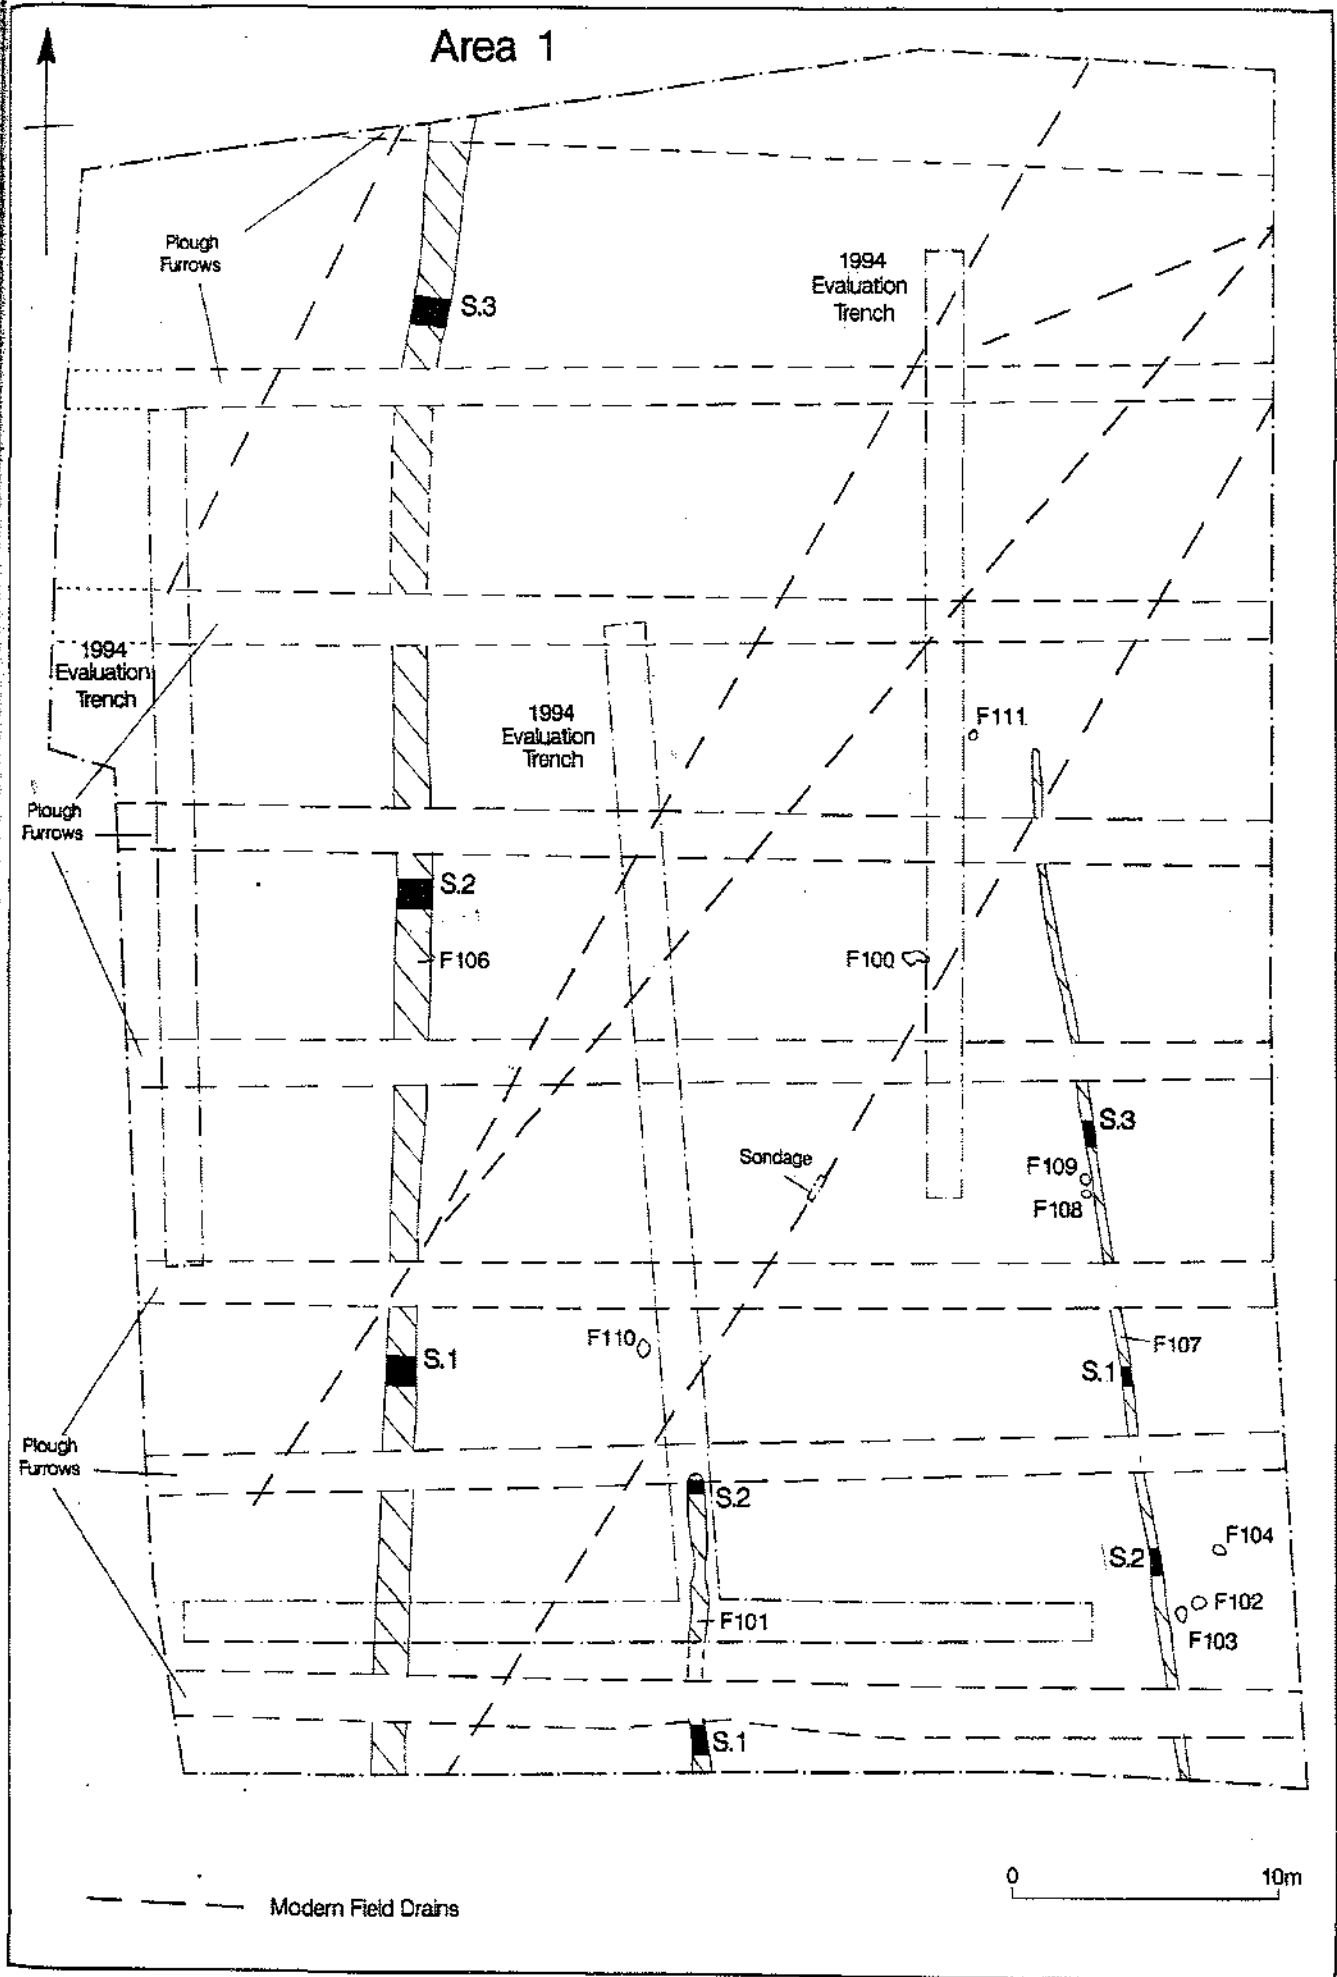 Area 1
Plough
Furrows
S.3
1994
Evaluation
Trench
1994
Evaluation
Trench
1994
Evaluation
Trench
F111
Plough
Furrows
S.2
F106
F100
S.3
Sondage
F109
F108
F110
F107
S.1
S.1
Plough
Furrows
S.2
F104
S.2
F102
F101
F103
S.1
0
10m
Modern Field Drains